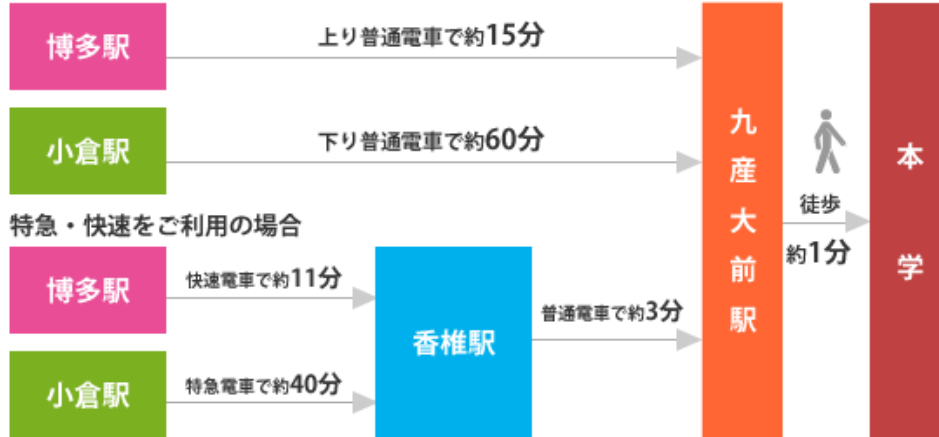 博多駅
上り普通電車で約15分
小倉駅
下り普通電車で約60分
特急・快速をご利用の場合
博多駅
快速電車で約11分
小倉駅
特急電車で約40分
香椎駅
普通電車で約3分
九産大前駅
徒歩
約1分
本学